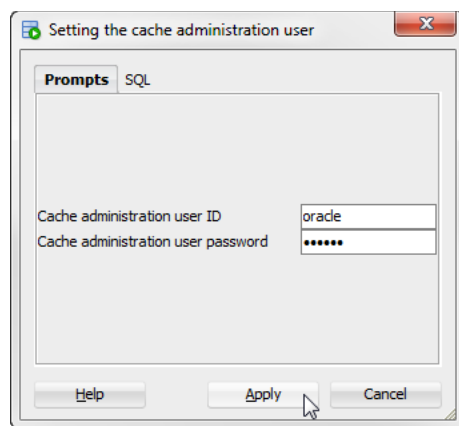 Setting the cache administration user
Prompts SQL
Cache administration user ID oracle
Cache administration user password ••••••
Help Apply Cancel